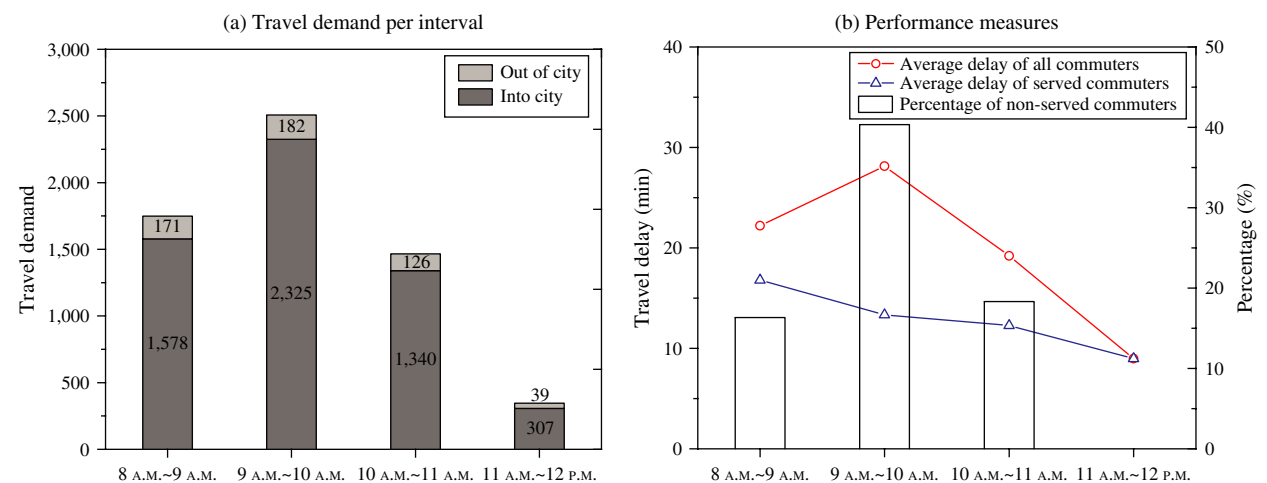 (a) Travel demand per interval
3,000
2,500
2,000
1,500
1,000
500
0
Travel demand
Out of city
Into city
171
1,578
182
2,325
126
1,340
39
307
8 A.M.~9 A.M.
9 A.M.~10 A.M.
10 A.M.~11 A.M.
11 A.M.~12 P.M.
(b) Performance measures
40
30
20
10
0
Travel delay (min)
Average delay of all commuters
Average delay of served commuters
Percentage of non-served commuters
50
40
30
20
10
0
Percentage (%)
8 A.M.~9 A.M.
9 A.M.~10 A.M.
10 A.M.~11 A.M.
11 A.M.~12 P.M.